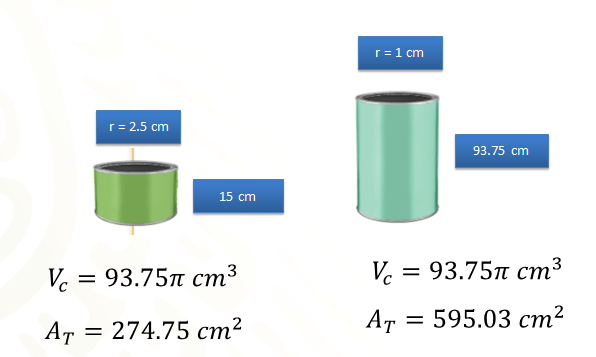 r = 2.5 cm
15 cm
V_c = 93.75π cm³
A_T = 274.75 cm²
r = 1 cm
93.75 cm
V_c = 93.75π cm³
A_T = 595.03 cm²